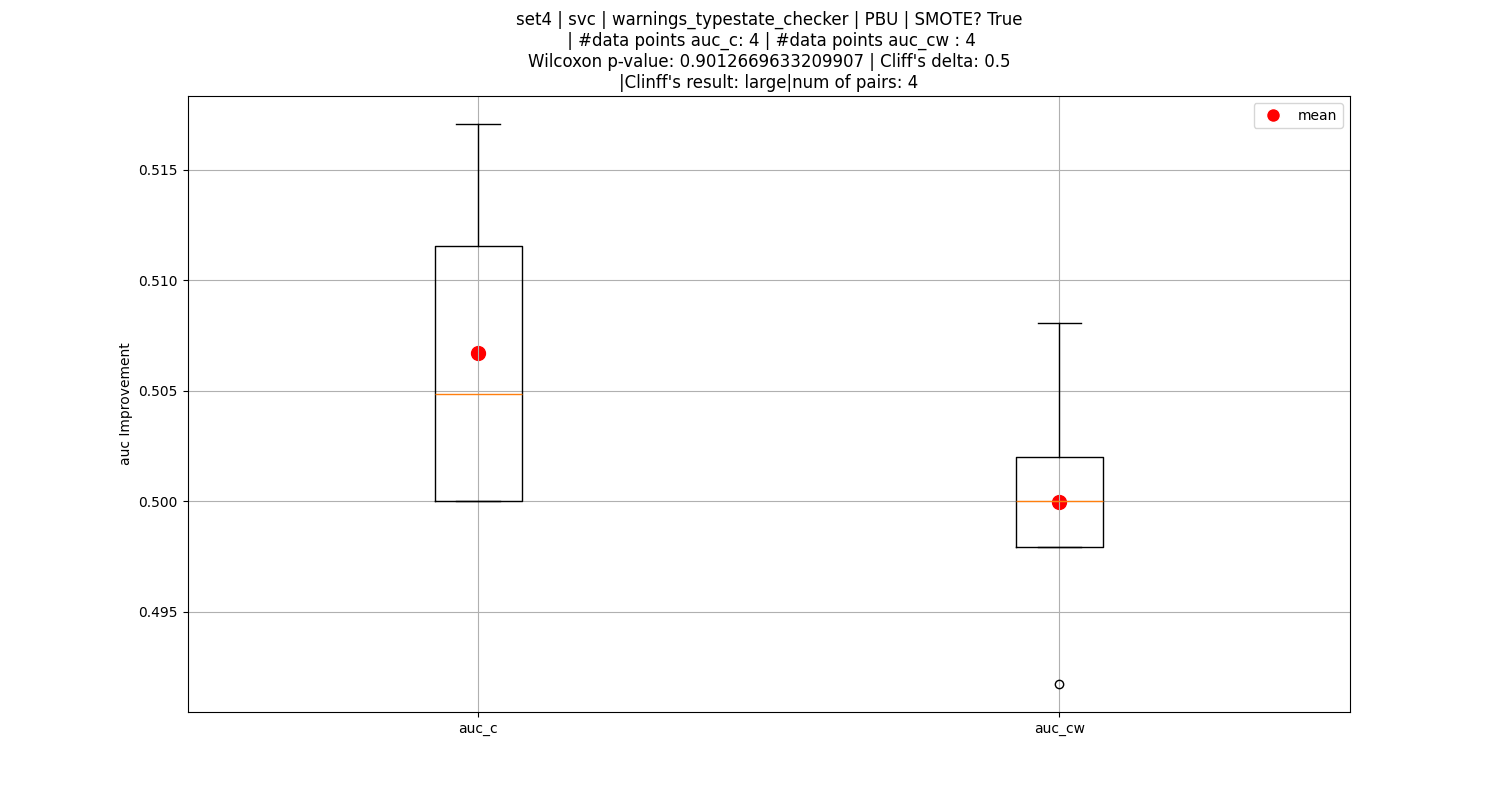 set4 | svc | warnings_typestate_checker | PBU | SMOTE? True
| #data points auc_c: 4 | #data points auc_cw : 4
Wilcoxon p-value: 0.9012669633209907 | Cliff's delta: 0.5
|Clinff's result: large|num of pairs: 4
mean
0.515
0.510
0.505
0.500
0.495
auc Improvement
auc_c
auc_cw